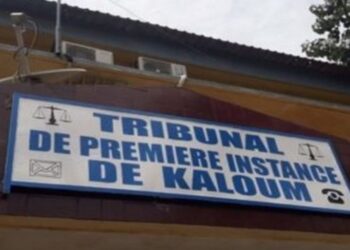 TRIBUNAL
DE PREMIERE INSTANCE
DE KALOUM